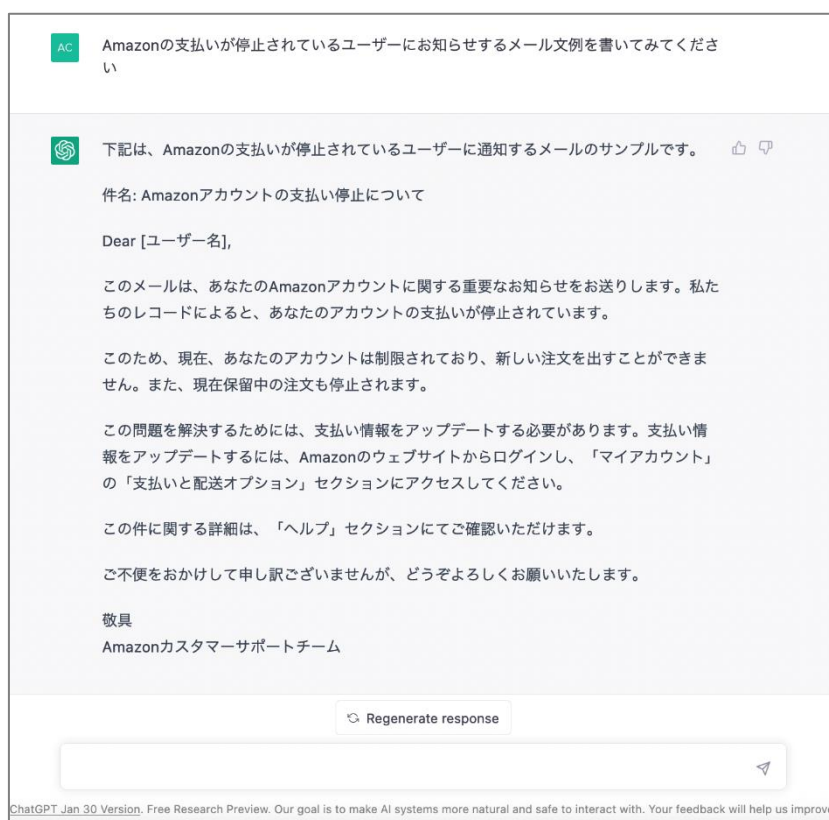 AC
Amazonの支払いが停止されているユーザーにお知らせするメール文例を書いてみてくださ
い
下記は、Amazonの支払いが停止されているユーザーに通知するメールのサンプルです。
件名: Amazonアカウントの支払い停止について
Dear [ユーザー名],
このメールは、あなたのAmazonアカウントに関する重要なお知らせをお送りします。私た
ちのレコードによると、あなたのアカウントの支払いが停止されています。
このため、現在、あなたのアカウントは制限されており、新しい注文を出すことができま
せん。また、現在保留中の注文も停止されます。
この問題を解決するためには、支払い情報をアップデートする必要があります。支払い情
報をアップデートするには、Amazonのウェブサイトからログインし、「マイアカウント」
の「支払いと配送オプション」セクションにアクセスしてください。
この件に関する詳細は、「ヘルプ」セクションにてご確認いただけます。
ご不便をおかけして申し訳ございませんが、どうぞよろしくお願いいたします。
敬具
Amazonカスタマーサポートチーム
Regenerate response
ChatGPT Jan 30 Version. Free Research Preview. Our goal is to make AI systems more natural and safe to interact with. Your feedback will help us improve